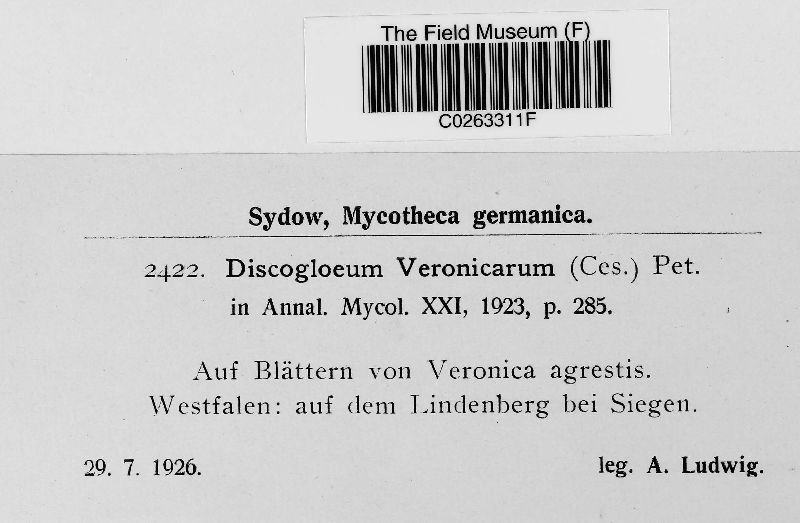 The Field Museum (F)
C0263311F
Sydow, Mycotheca germanica.
2422. Discogloeum Veronicarum (Ces.) Pet.
in Annal. Mycol. XXI, 1923, p. 285.
Auf Blättern von Veronica agrestis.
Westfalen: auf dem Lindenberg bei Siegen.
29. 7. 1926. leg. A. Ludwig.